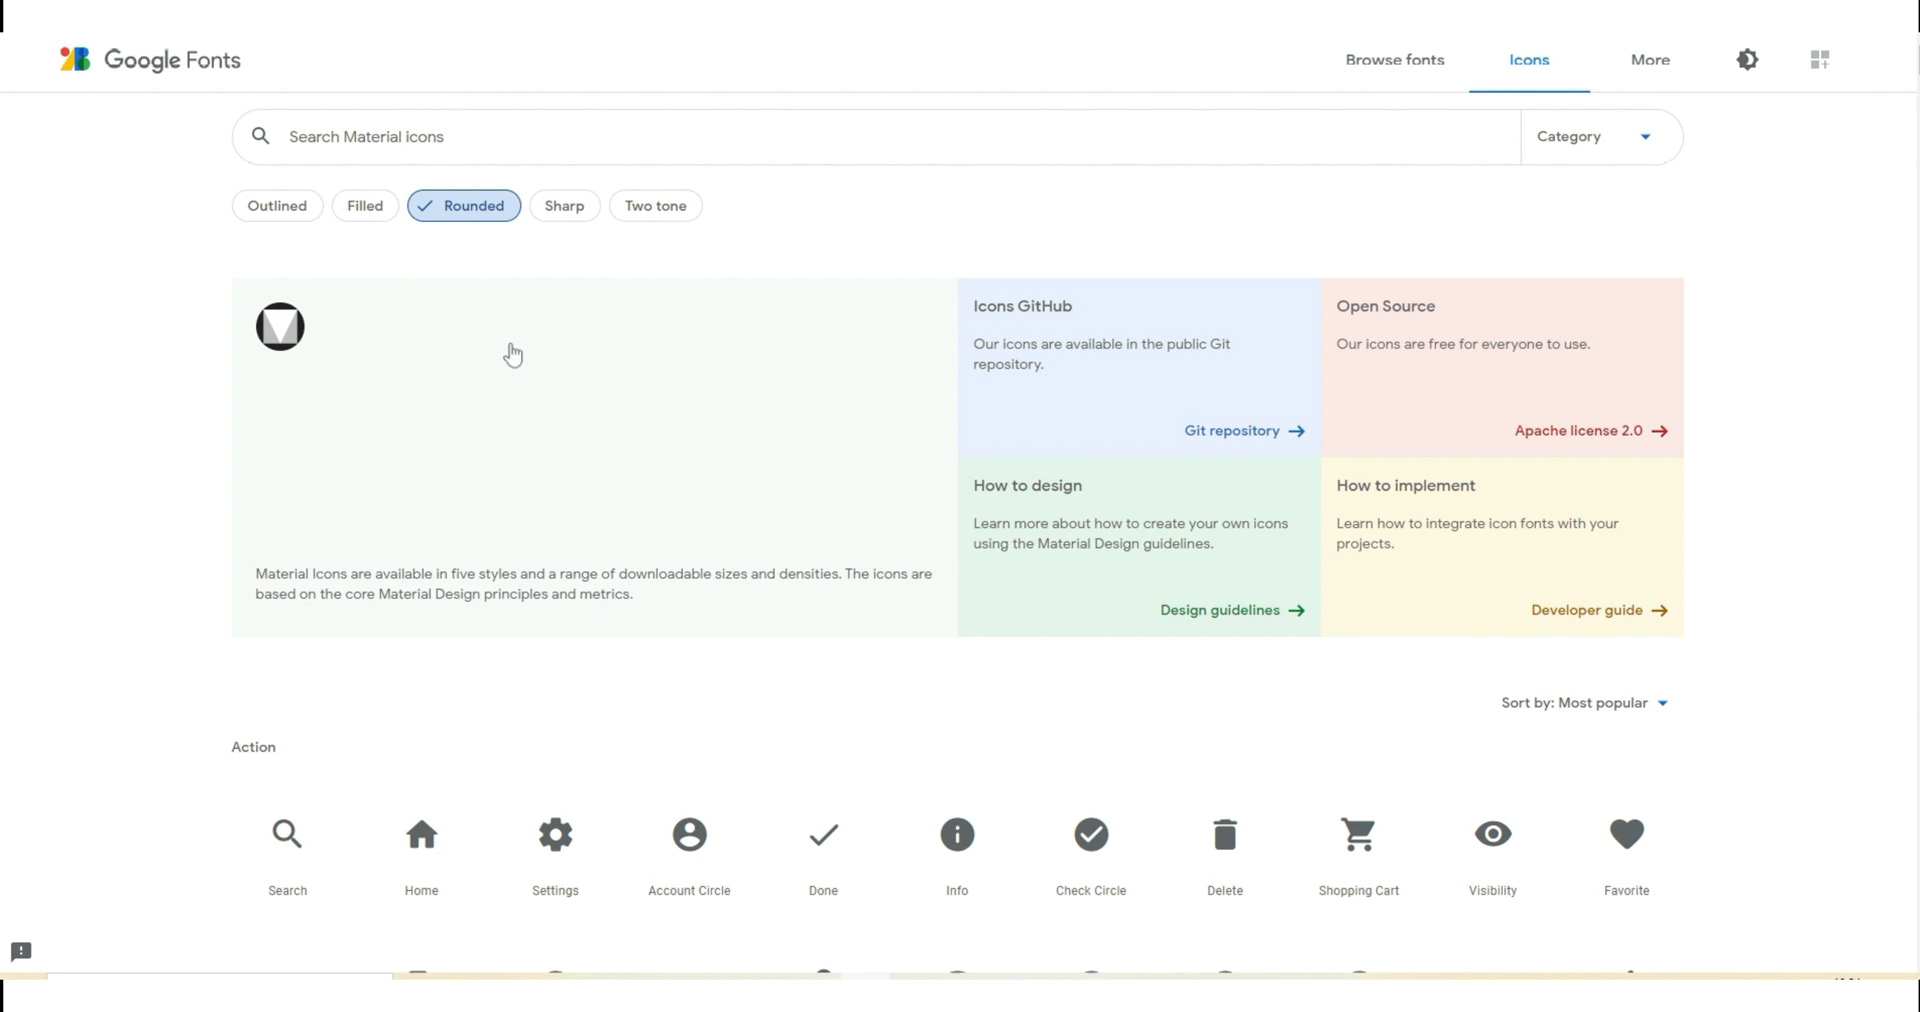 Google Fonts
Browse fonts
Icons
More
Search Material icons
Category
Outlined
Filled
Rounded
Sharp
Two tone
Icons GitHub
Our icons are available in the public Git
repository.
Git repository
Open Source
Our icons are free for everyone to use.
Apache license 2.0
Material Icons are available in five styles and a range of downloadable sizes and densities. The icons are
based on the core Material Design principles and metrics.
How to design
Learn more about how to create your own icons
using the Material Design guidelines.
Design guidelines
How to implement
Learn how to integrate icon fonts with your
projects.
Developer guide
Sort by: Most popular
Action
Search
Home
Settings
Account Circle
Done
Info
Check Circle
Delete
Shopping Cart
Visibility
Favorite